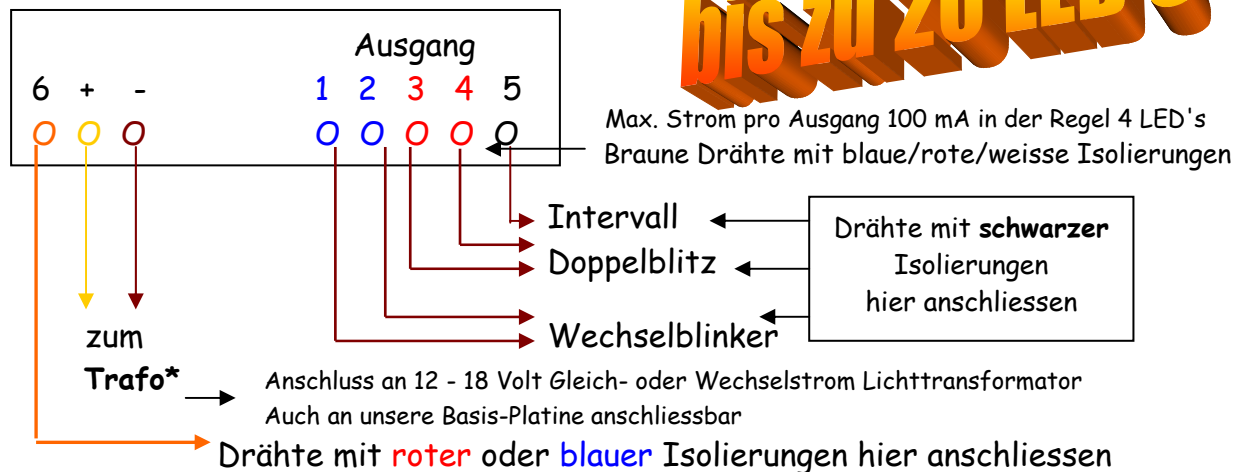 bis zu 20 LED's
Ausgang
6 + - 1 2 3 4 5
O O O O O O O O
Max. Strom pro Ausgang 100 mA in der Regel 4 LED's
Braune Drähte mit blaue/rote/weisse Isolierungen
Intervall
Doppelblitz
Wechselblinker
Drähte mit schwarzer
Isolierungen
hier anschliessen
zum
Trafo*
Anschluss an 12 - 18 Volt Gleich- oder Wechselstrom Lichttransformator
Auch an unsere Basis-Platine anschliessbar
Drähte mit roter oder blauer Isolierungen hier anschliessen